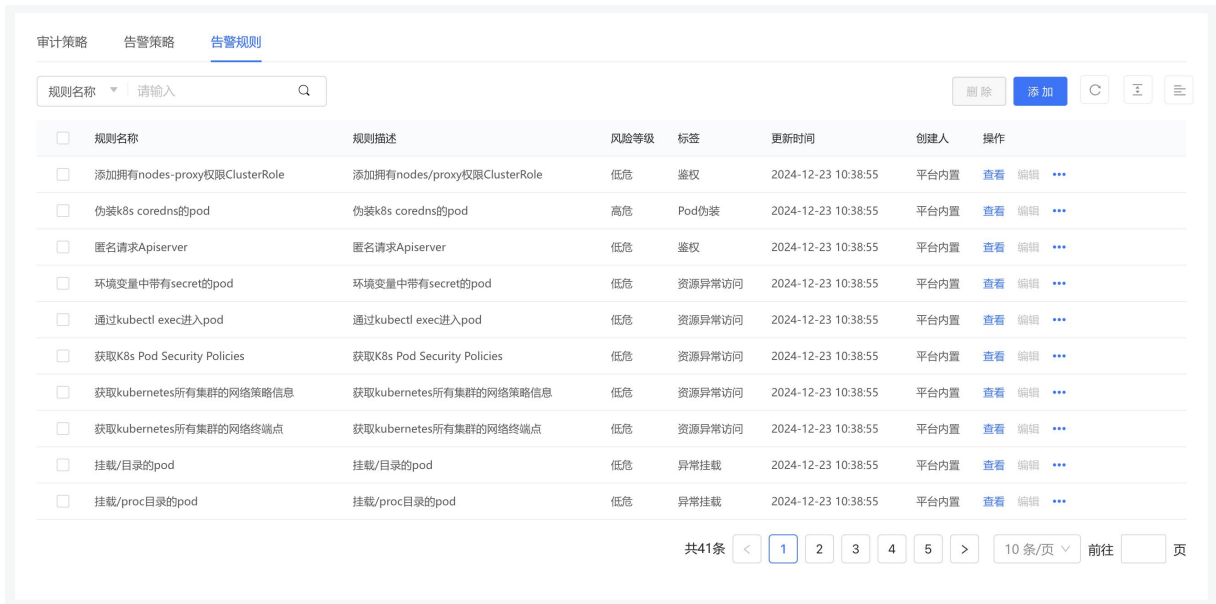 审计策略 告警策略 告警规则
规则名称 请输入 删除 添加
规则名称 规则描述 风险等级 标签 更新时间 创建人 操作
添加拥有nodes-proxy权限ClusterRole 添加拥有nodes/proxy权限ClusterRole 低危 鉴权 2024-12-23 10:38:55 平台内置 查看 编辑 •••
伪装k8s coredns的pod 伪装k8s coredns的pod 高危 Pod伪装 2024-12-23 10:38:55 平台内置 查看 编辑 •••
匿名请求Apiserver 匿名请求Apiserver 低危 鉴权 2024-12-23 10:38:55 平台内置 查看 编辑 •••
环境变量中带有secret的pod 环境变量中带有secret的pod 低危 资源异常访问 2024-12-23 10:38:55 平台内置 查看 编辑 •••
通过kubectl exec进入pod 通过kubectl exec进入pod 低危 资源异常访问 2024-12-23 10:38:55 平台内置 查看 编辑 •••
获取K8s Pod Security Policies 获取K8s Pod Security Policies 低危 资源异常访问 2024-12-23 10:38:55 平台内置 查看 编辑 •••
获取kubernetes所有集群的网络策略信息 获取kubernetes所有集群的网络策略信息 低危 资源异常访问 2024-12-23 10:38:55 平台内置 查看 编辑 •••
获取kubernetes所有集群的网络终端点 获取kubernetes所有集群的网络终端点 低危 资源异常访问 2024-12-23 10:38:55 平台内置 查看 编辑 •••
挂载/目录的pod 挂载/目录的pod 低危 异常挂载 2024-12-23 10:38:55 平台内置 查看 编辑 •••
挂载/proc目录的pod 挂载/proc目录的pod 低危 异常挂载 2024-12-23 10:38:55 平台内置 查看 编辑 •••
共41条 < 1 2 3 4 5 > 10 条/页 前往 页